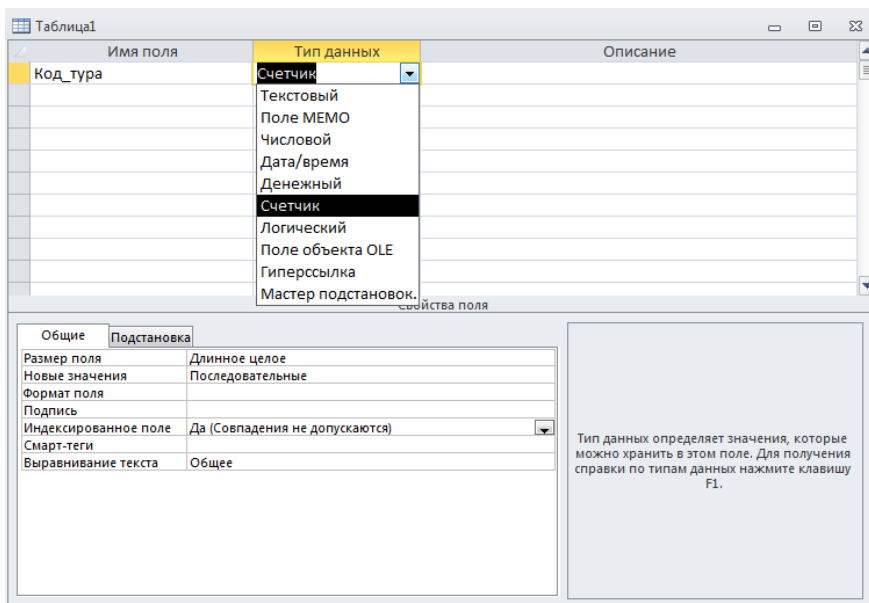 Таблица1
Имя поля Тип данных Описание
Код_тура Счетчик
Текстовый
Поле МЕМО
Числовой
Дата/время
Денежный
Счетчик
Логический
Поле объекта OLE
Гиперссылка
Мастер подстановок.
Свойства поля
Общие Подстановка
Размер поля Длинное целое
Новые значения Последовательные
Формат поля
Подпись
Индексированное поле Да (Совпадения не допускаются)
Смарт-теги
Выравнивание текста Общее
Тип данных определяет значения, которые
можно хранить в этом поле. Для получения
справки по типам данных нажмите клавишу
F1.